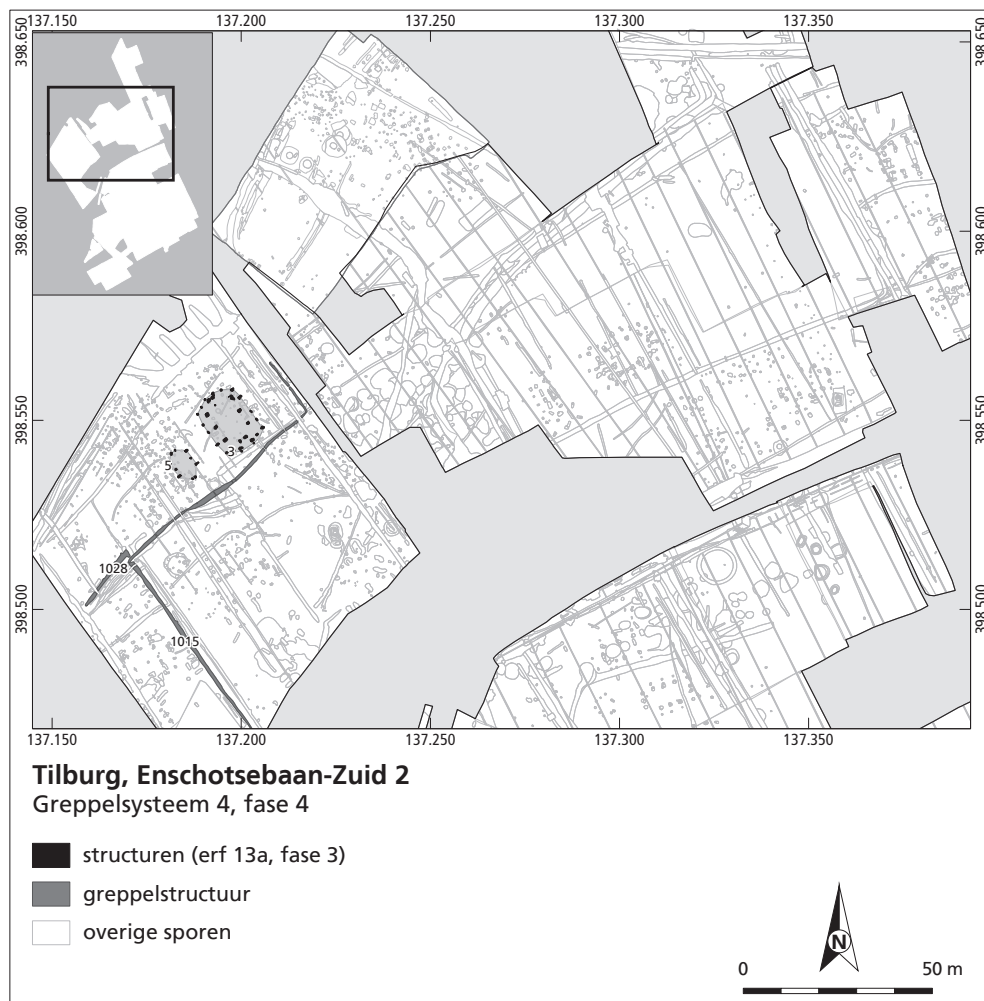 137.150 137.200 137.250 137.300 137.350
398.650 398.650
398.600 398.600
398.550 398.550
3
5
1028
398.500 398.500
1015
137.150 137.200 137.250 137.300 137.350
Tilburg, Enschotsebaan-Zuid 2
Greppelsysteem 4, fase 4
structuren (erf 13a, fase 3)
greppelstructuur
overige sporen
N
0 50 m